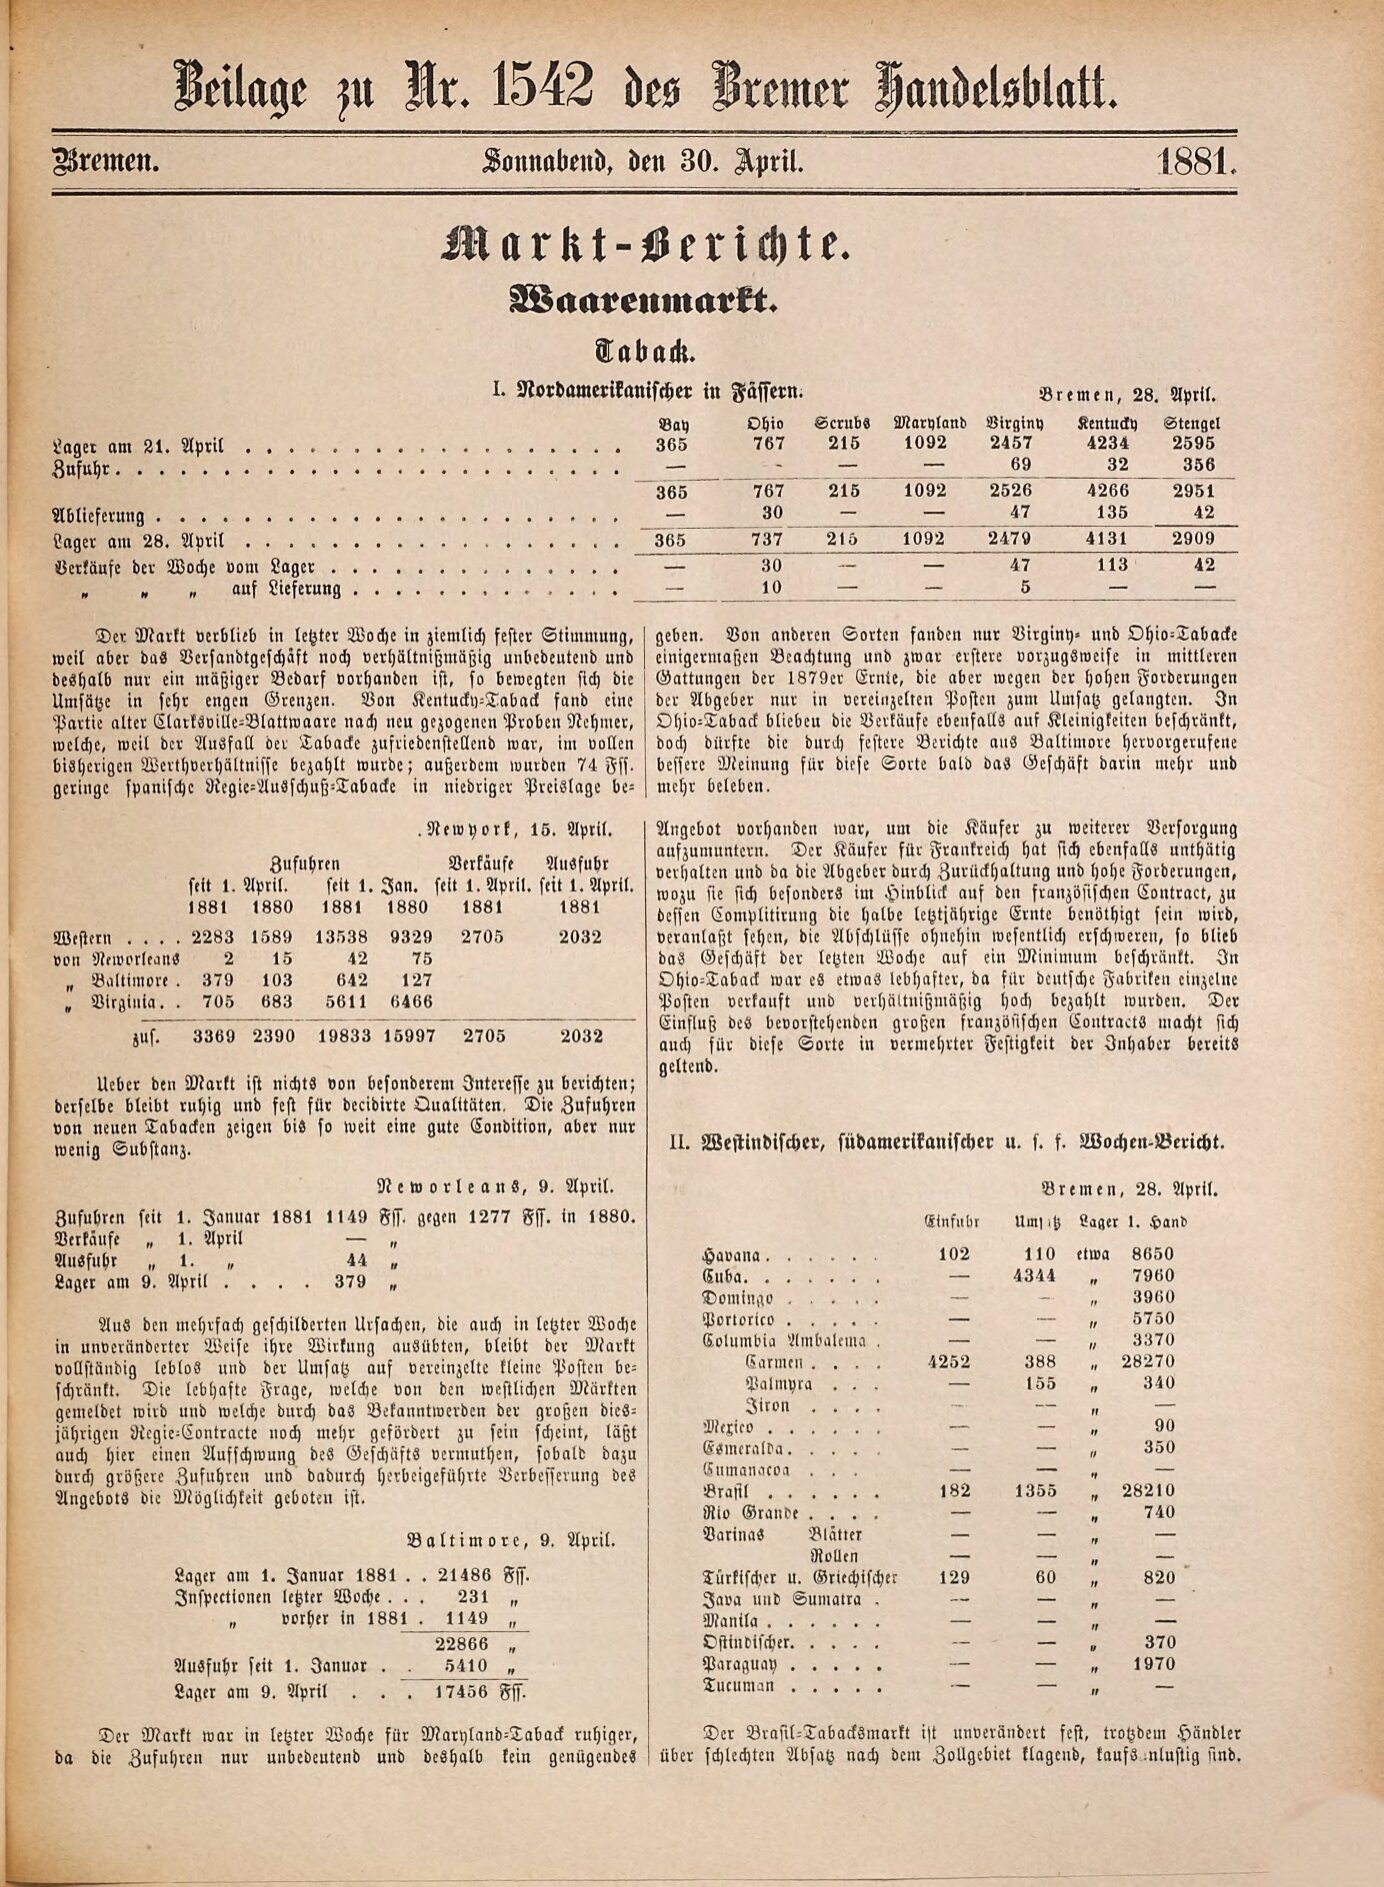 Beilage zu Nr. 1542 des Bremer Handelsblatt.
Bremen. Sonnabend, den 30. April. 1881.
Markt-Berichte.
Waarenmarkt.
Taback.
I. Nordamerikanischer in Fässern. Bremen, 28. April.
Bay Ohio Scrubs Maryland Virginy Kentucky Stengel
Lager am 21. April . . . . 365 767 215 1092 2457 4234 2595
Zufuhr. . . . . — - — — 69 32 356
365 767 215 1092 2526 4266 2951
Ablieferung . . . . — 30 — — 47 135 42
Lager am 28. April . . . . 365 737 215 1092 2479 4131 2909
Verkäufe der Woche vom Lager . . . . — 30 — — 47 113 42
„ „ „ auf Lieferung . . . . — 10 — — 5 — —
Der Markt verblieb in letzter Woche in ziemlich fester Stimmung,
weil aber das Versandtgeschäft noch verhältnißmäßig unbedeutend und
deshalb nur ein mäßiger Bedarf vorhanden ist, so bewegten sich die
Umsätze in sehr engen Grenzen. Von Kentucky-Taback fand eine
Partie alter Clarksville-Blattwaare nach neu gezogenen Proben Nehmer,
welche, weil der Ausfall der Tabacke zufriedenstellend war, im vollen
bisherigen Werthverhältnisse bezahlt wurde; außerdem wurden 74 Fss.
geringe spanische Regie-Ausschuß-Tabacke in niedriger Preislage be-
geben. Von anderen Sorten fanden nur Virginy- und Ohio-Tabacke
einigermaßen Beachtung und zwar erstere vorzugsweise in mittleren
Gattungen der 1879er Ernte, die aber wegen der hohen Forderungen
der Abgeber nur in vereinzelten Posten zum Umsatz gelangten. In
Ohio-Taback blieben die Verkäufe ebenfalls auf Kleinigkeiten beschränkt,
doch dürfte die durch festere Berichte aus Baltimore hervorgerufene
bessere Meinung für diese Sorte bald das Geschäft darin mehr und
mehr beleben.
Newyork, 15. April.
Zufuhren Verkäufe Ausfuhr
seit 1. April. seit 1. Jan. seit 1. April. seit 1. April.
1881 1880 1881 1880 1881 1881
Western . . . . 2283 1589 13538 9329 2705 2032
von Neworleans 2 15 42 75
„ Baltimore . 379 103 642 127
„ Virginia. . 705 683 5611 6466
zus. 3369 2390 19833 15997 2705 2032
Ueber den Markt ist nichts von besonderem Interesse zu berichten;
derselbe bleibt ruhig und fest für decidirte Qualitäten. Die Zufuhren
von neuen Tabacken zeigen bis so weit eine gute Condition, aber nur
wenig Substanz.
Neworleans, 9. April.
Zufuhren seit 1. Januar 1881 1149 Fss. gegen 1277 Fss. in 1880.
Verkäufe „ 1. April — „
Ausfuhr „ 1. „ 44 „
Lager am 9. April . . . . 379 „
Aus den mehrfach geschilderten Ursachen, die auch in letzter Woche
in unveränderter Weise ihre Wirkung ausübten, bleibt der Markt
vollständig leblos und der Umsatz auf vereinzelte kleine Posten be-
schränkt. Die lebhafte Frage, welche von den westlichen Märkten
gemeldet wird und welche durch das Bekanntwerden der großen dies-
jährigen Regie-Contracte noch mehr gefördert zu sein scheint, läßt
auch hier einen Aufschwung des Geschäfts vermuthen, sobald dazu
durch größere Zufuhren und dadurch herbeigeführte Verbesserung des
Angebots die Möglichkeit geboten ist.
Baltimore, 9. April.
Lager am 1. Januar 1881 . . 21486 Fss.
Inspectionen letzter Woche . . . 231 „
„ vorher in 1881 . 1149 „
22866 „
Ausfuhr seit 1. Januar . . 5410 „
Lager am 9. April . . . 17456 Fss.
Der Markt war in letzter Woche für Maryland-Taback ruhiger,
da die Zufuhren nur unbedeutend und deshalb kein genügendes
Angebot vorhanden war, um die Käufer zu weiterer Versorgung
aufzumuntern. Der Käufer für Frankreich hat sich ebenfalls unthätig
verhalten und da die Abgeber durch Zurückhaltung und hohe Forderungen,
wozu sie sich besonders im Hinblick auf den französischen Contract, zu
dessen Complitirung die halbe letztjährige Ernte benöthigt sein wird,
veranlaßt sehen, die Abschlüsse ohnehin wesentlich erschweren, so blieb
das Geschäft der letzten Woche auf ein Minimum beschränkt. In
Ohio-Taback war es etwas lebhafter, da für deutsche Fabriken einzelne
Posten verkauft und verhältnißmäßig hoch bezahlt wurden. Der
Einfluß des bevorstehenden großen französischen Contracts macht sich
auch für diese Sorte in vermehrter Festigkeit der Inhaber bereits
geltend.
II. Westindischer, südamerikanischer u. s. f. Wochen-Bericht.
Bremen, 28. April.
Einfuhr Umsatz Lager 1. Hand
Havana . . . . . . 102 110 etwa 8650
Cuba. . . . . . . — 4344 „ 7960
Domingo . . . . . — — „ 3960
Portorico . . . . . — — „ 5750
Columbia Ambalema . — — „ 3370
Carmen . . . . 4252 388 „ 28270
Palmyra . . . — 155 „ 340
Jiron . . . . — — „ —
Mexico . . . . . . — — „ 90
Esmeralda. . . . . — — „ 350
Cumanacoa . . . — — „ —
Brasil . . . . . . 182 1355 „ 28210
Rio Grande . . . . — — „ 740
Varinas Blätter — — „ —
Rollen — — „ —
Türkischer u. Griechischer 129 60 „ 820
Java und Sumatra . — — „ —
Manila . . . . . . — — „ —
Ostindischer. . . . . — — „ 370
Paraguay . . . . . — — „ 1970
Tucuman . . . . . — — „ —
Der Brasil-Tabacksmarkt ist unverändert fest, trotzdem Händler
über schlechten Absatz nach dem Zollgebiet klagend, kaufsunlustig sind.